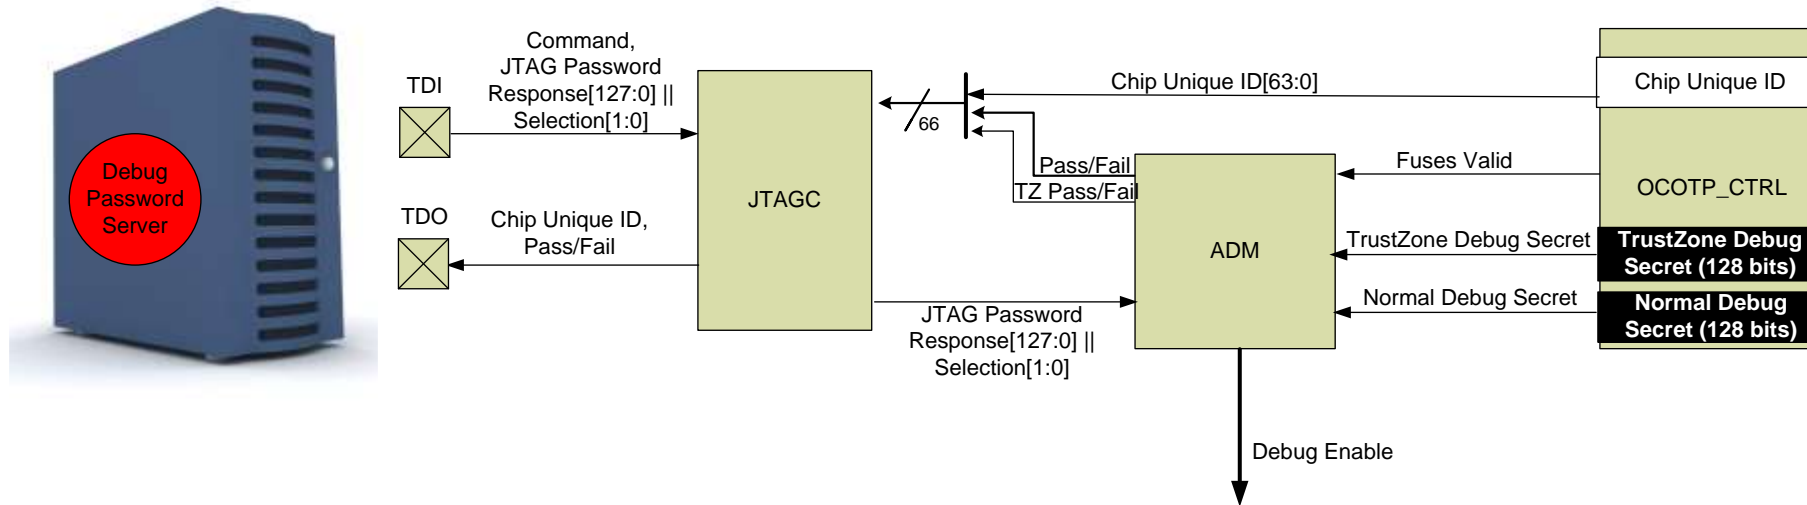 Debug
Password
Server
TDI
TDO
Command,
JTAG Password
Response[127:0] ||
Selection[1:0]
Chip Unique ID,
Pass/Fail
JTAGC
66
Chip Unique ID[63:0]
Pass/Fail
TZ Pass/Fail
JTAG Password
Response[127:0] ||
Selection[1:0]
ADM
Debug Enable
Fuses Valid
TrustZone Debug Secret
Normal Debug Secret
Chip Unique ID
OCOTP_CTRL
TrustZone Debug
Secret (128 bits)
Normal Debug
Secret (128 bits)